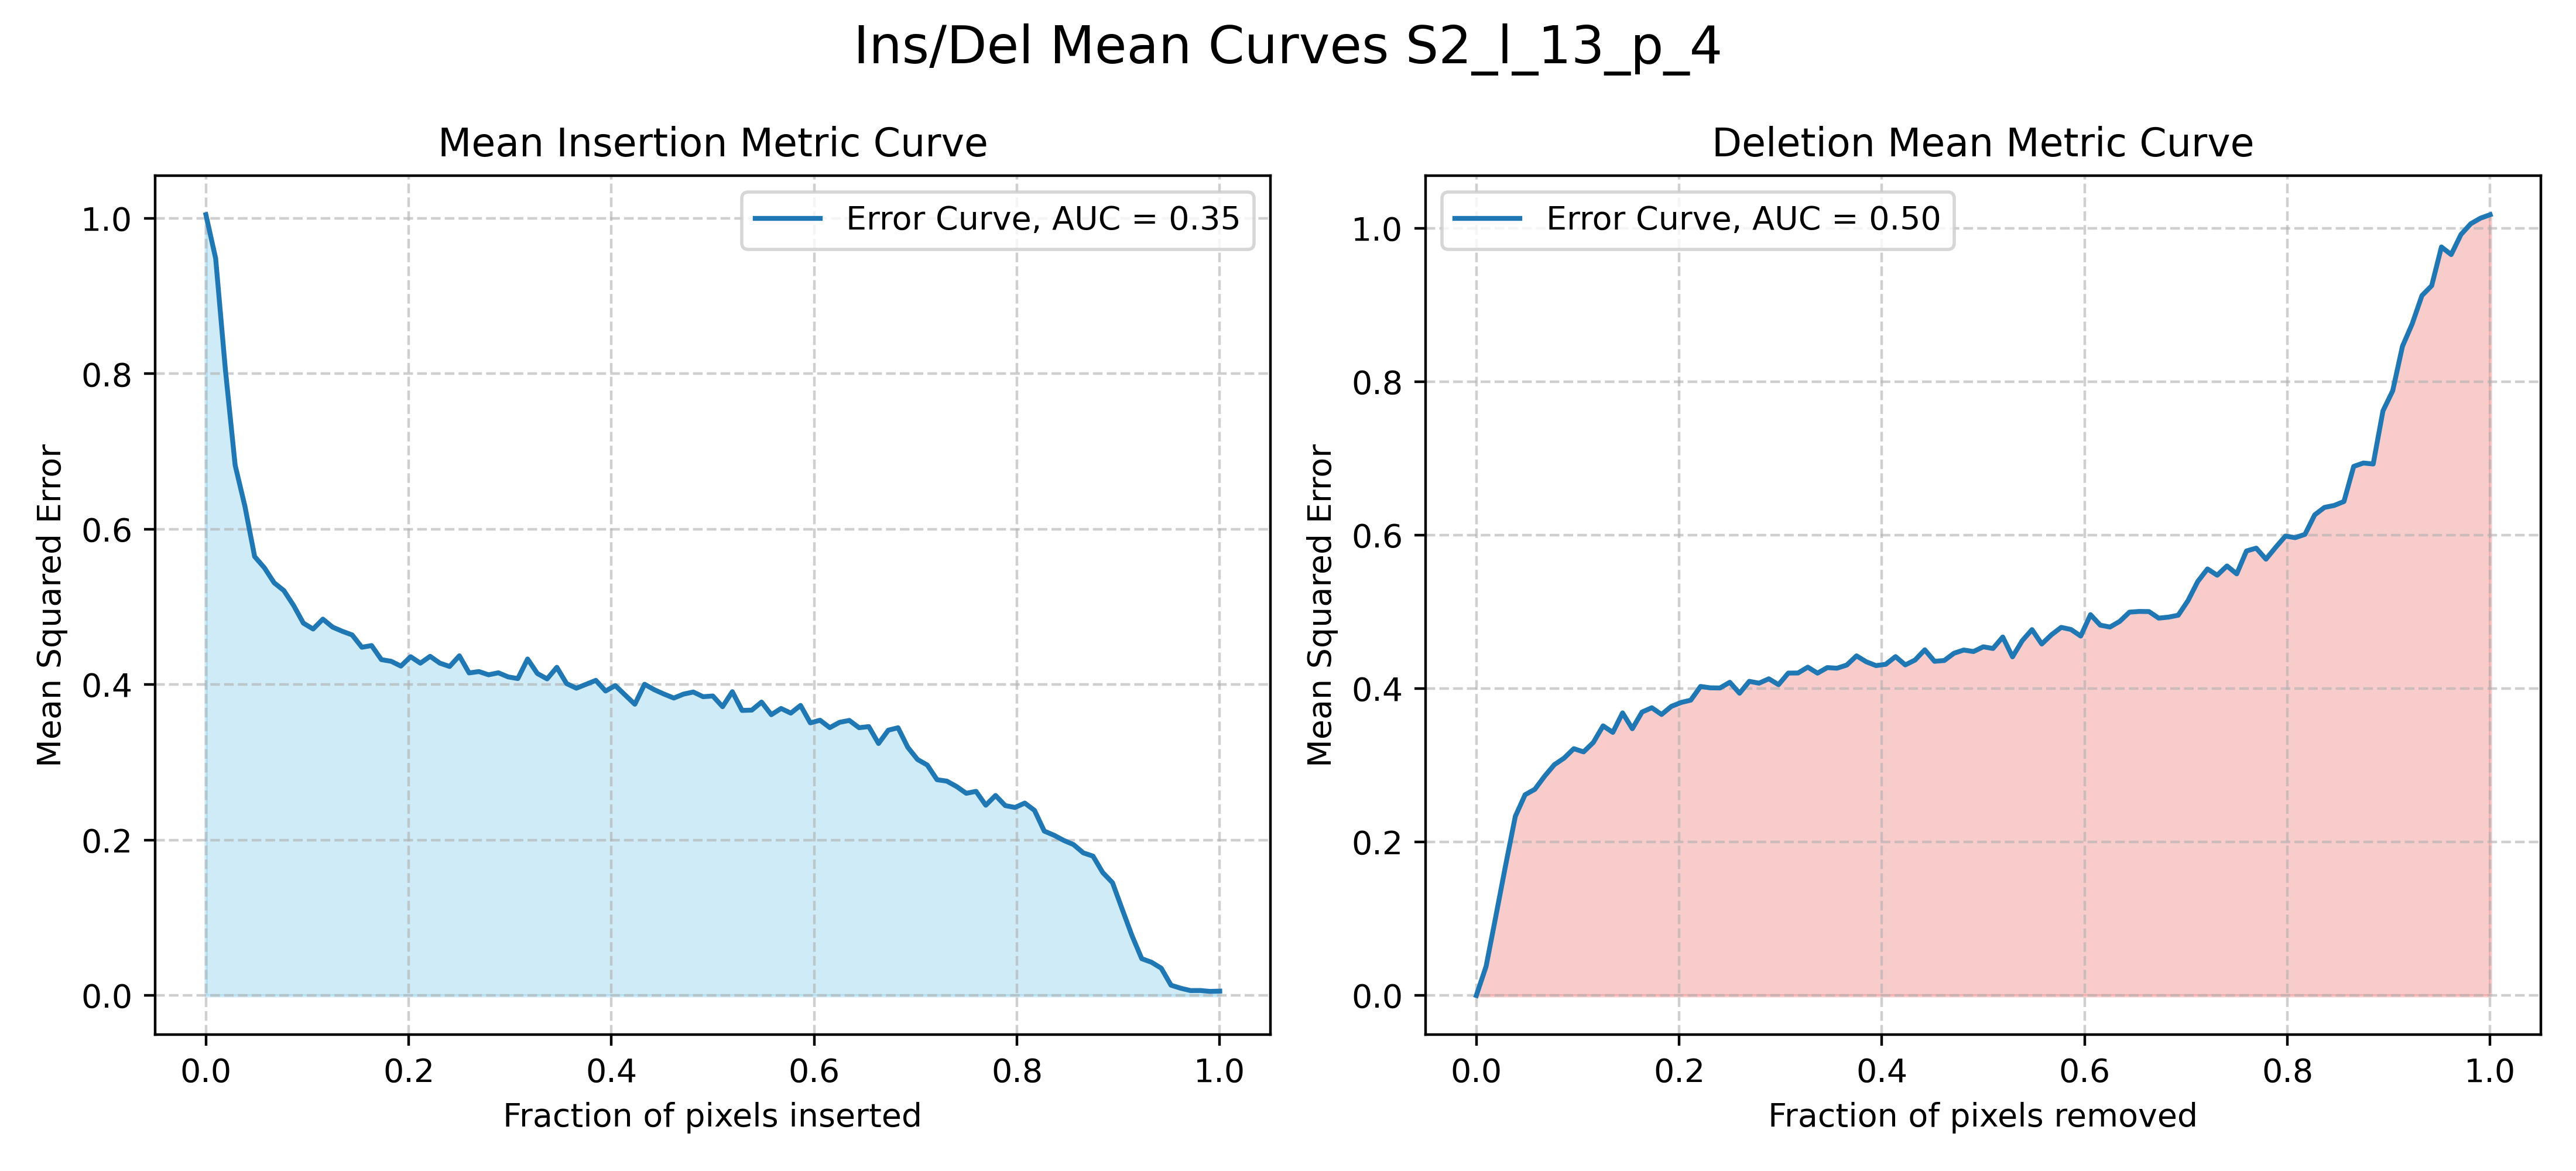 Ins/Del Mean Curves S2_l_13_p_4
Mean Insertion Metric Curve
Error Curve, AUC = 0.35
1.0
0.8
0.6
0.4
0.2
0.0
Mean Squared Error
0.0 0.2 0.4 0.6 0.8 1.0
Fraction of pixels inserted
Deletion Mean Metric Curve
Error Curve, AUC = 0.50
1.0
0.8
0.6
0.4
0.2
0.0
Mean Squared Error
0.0 0.2 0.4 0.6 0.8 1.0
Fraction of pixels removed